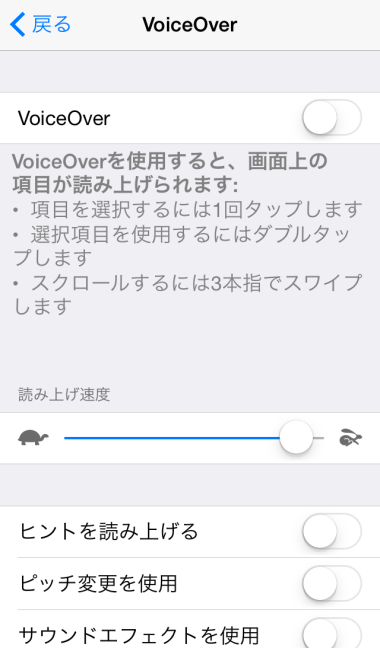 戻る VoiceOver
VoiceOver
VoiceOverを使用すると、画面上の
項目が読み上げられます:
• 項目を選択するには1回タップします
• 選択項目を使用するにはダブルタッ
プします
• スクロールするには3本指でスワイプ
します
読み上げ速度
ヒントを読み上げる
ピッチ変更を使用
サウンドエフェクトを使用